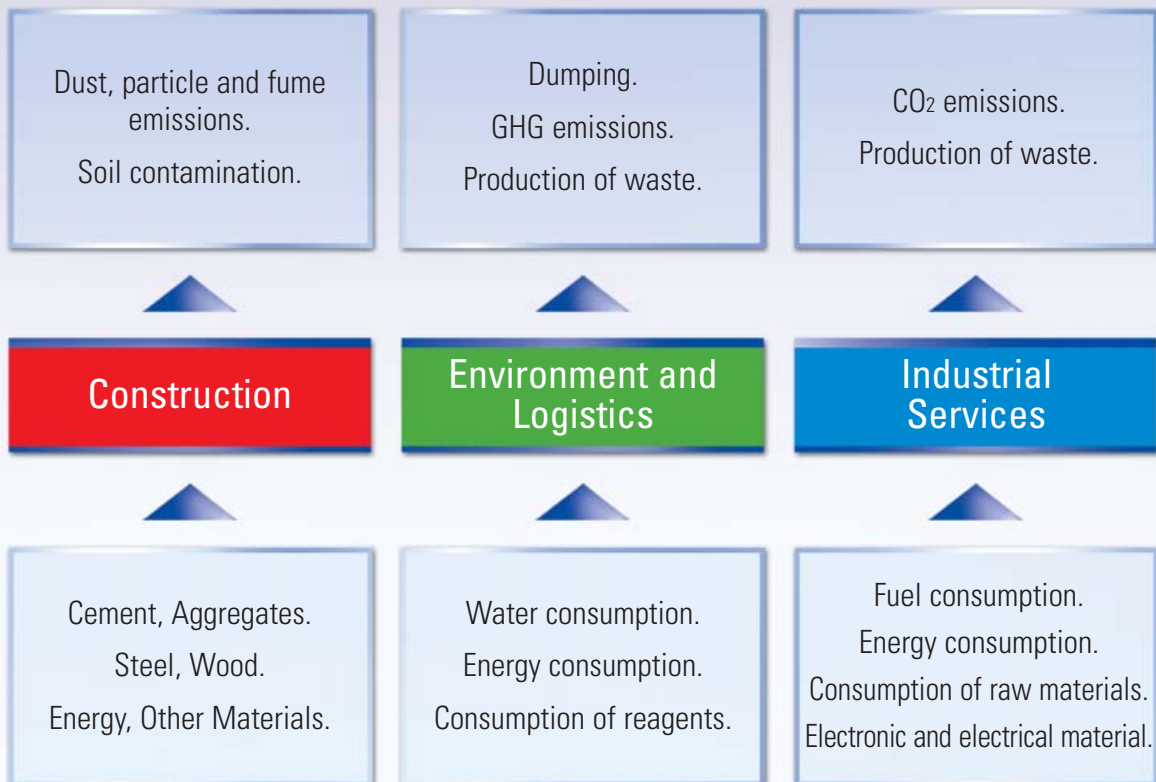 Dust, particle and fume
emissions.
Soil contamination.
Dumping.
GHG emissions.
Production of waste.
CO2 emissions.
Production of waste.
Construction
Environment and
Logistics
Industrial
Services
Cement, Aggregates.
Steel, Wood.
Energy, Other Materials.
Water consumption.
Energy consumption.
Consumption of reagents.
Fuel consumption.
Energy consumption.
Consumption of raw materials.
Electronic and electrical material.